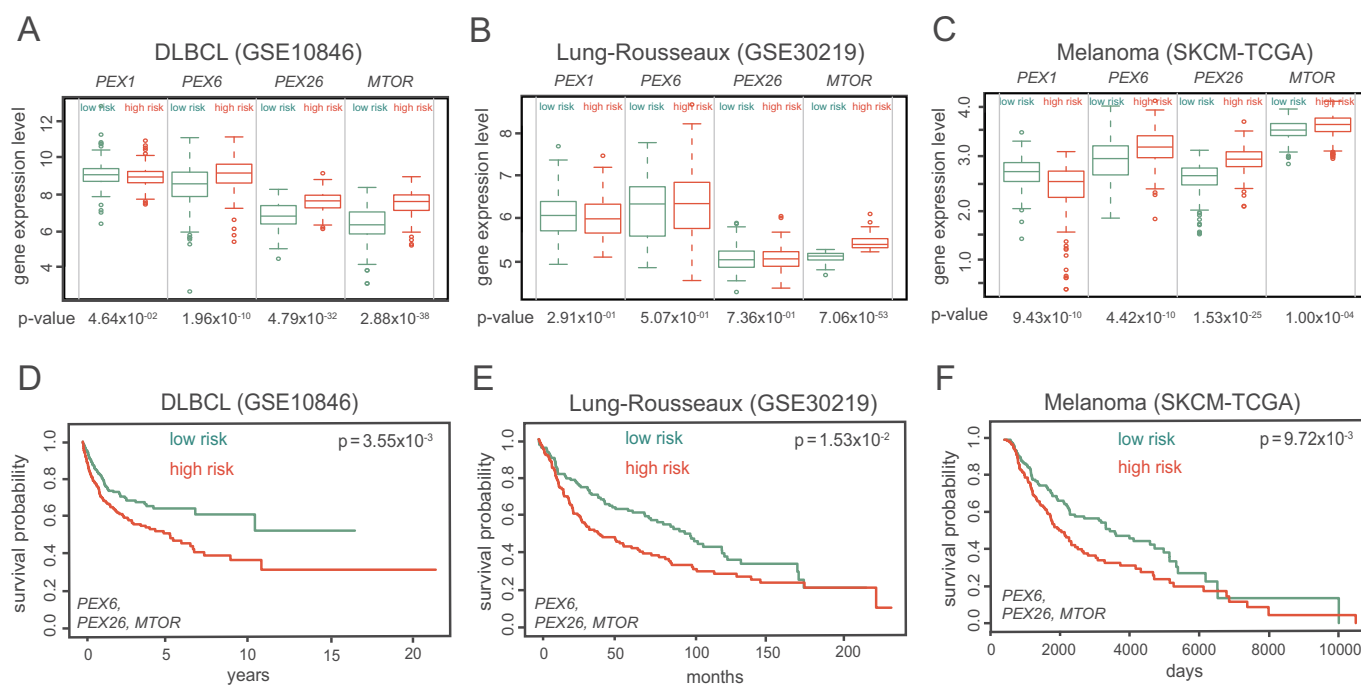 A
DLBCL (GSE10846)
PEX1 PEX6 PEX26 MTOR
low risk high risk low risk high risk low risk high risk low risk high risk
gene expression level
12
10
8
6
4
p-value 4.64x10-02 1.96x10-10 4.79x10-32 2.88x10-38
B
Lung-Rousseaux (GSE30219)
PEX1 PEX6 PEX26 MTOR
low risk high risk low risk high risk low risk high risk low risk high risk
gene expression level
8
7
6
5
p-value 2.91x10-01 5.07x10-01 7.36x10-01 7.06x10-53
C
Melanoma (SKCM-TCGA)
PEX1 PEX6 PEX26 MTOR
low risk high risk low risk high risk low risk high risk low risk high risk
gene expression level
4.0
3.0
2.0
1.0
p-value 9.43x10-10 4.42x10-10 1.53x10-25 1.00x10-04
D
DLBCL (GSE10846)
low risk
high risk
p = 3.55x10-3
survival probability
1.0
0.8
0.6
0.4
0.2
0.0
PEX6,
PEX26, MTOR
0 5 10 15 20
years
E
Lung-Rousseaux (GSE30219)
low risk
high risk
p = 1.53x10-2
survival probability
1.0
0.8
0.6
0.4
0.2
0.0
PEX6,
PEX26, MTOR
0 50 100 150 200
months
F
Melanoma (SKCM-TCGA)
low risk
high risk
p = 9.72x10-3
survival probability
1.0
0.8
0.6
0.4
0.2
0.0
PEX6,
PEX26, MTOR
2000 4000 6000 8000 10000
days